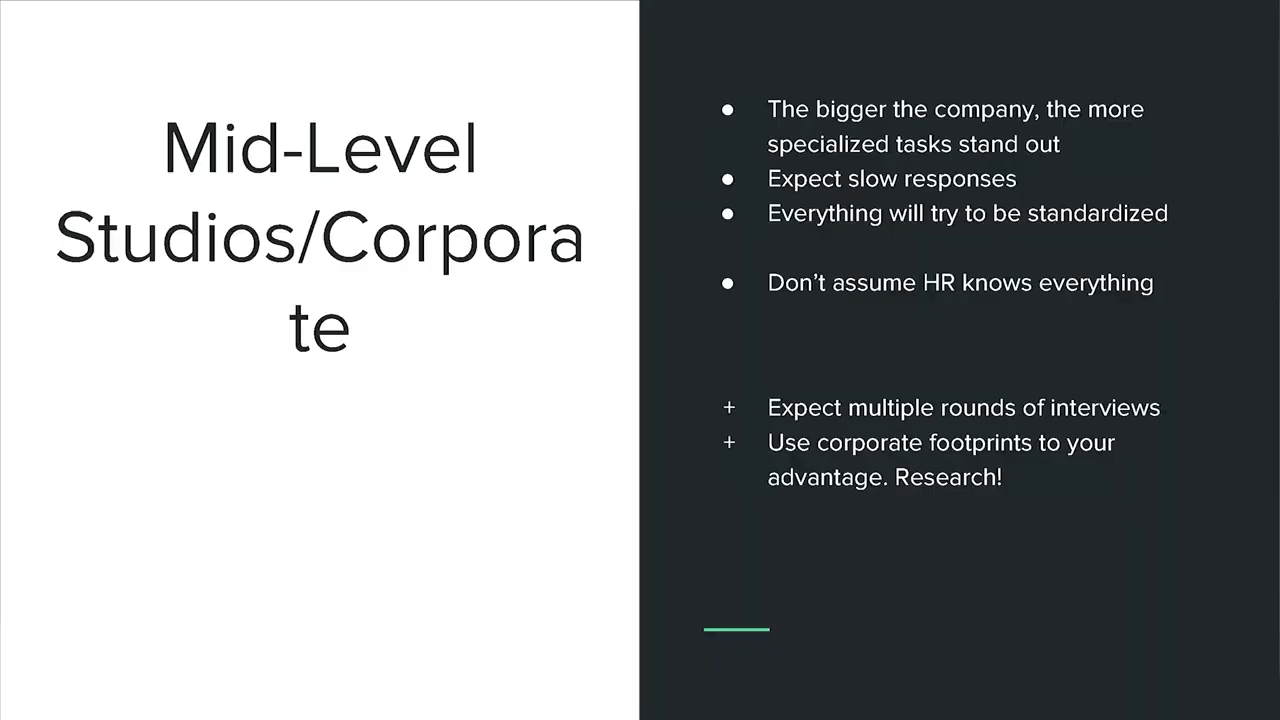 Mid-Level
Studios/Corpora
te
● The bigger the company, the more
specialized tasks stand out
● Expect slow responses
● Everything will try to be standardized
● Don’t assume HR knows everything
+ Expect multiple rounds of interviews
+ Use corporate footprints to your
advantage. Research!